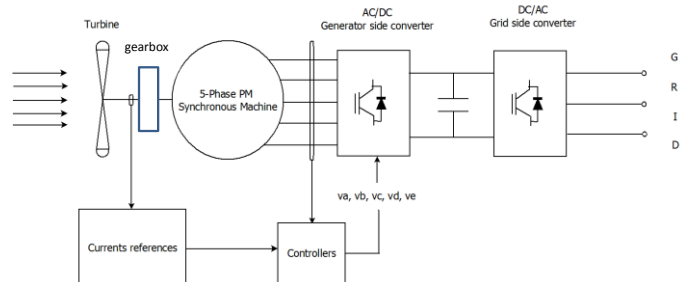 AC/DC
Generator side converter
DC/AC
Grid side converter
Turbine
gearbox
5-Phase PM
Synchronous Machine
G
R
I
D
va, vb, vc, vd, ve
Currents references
Controllers